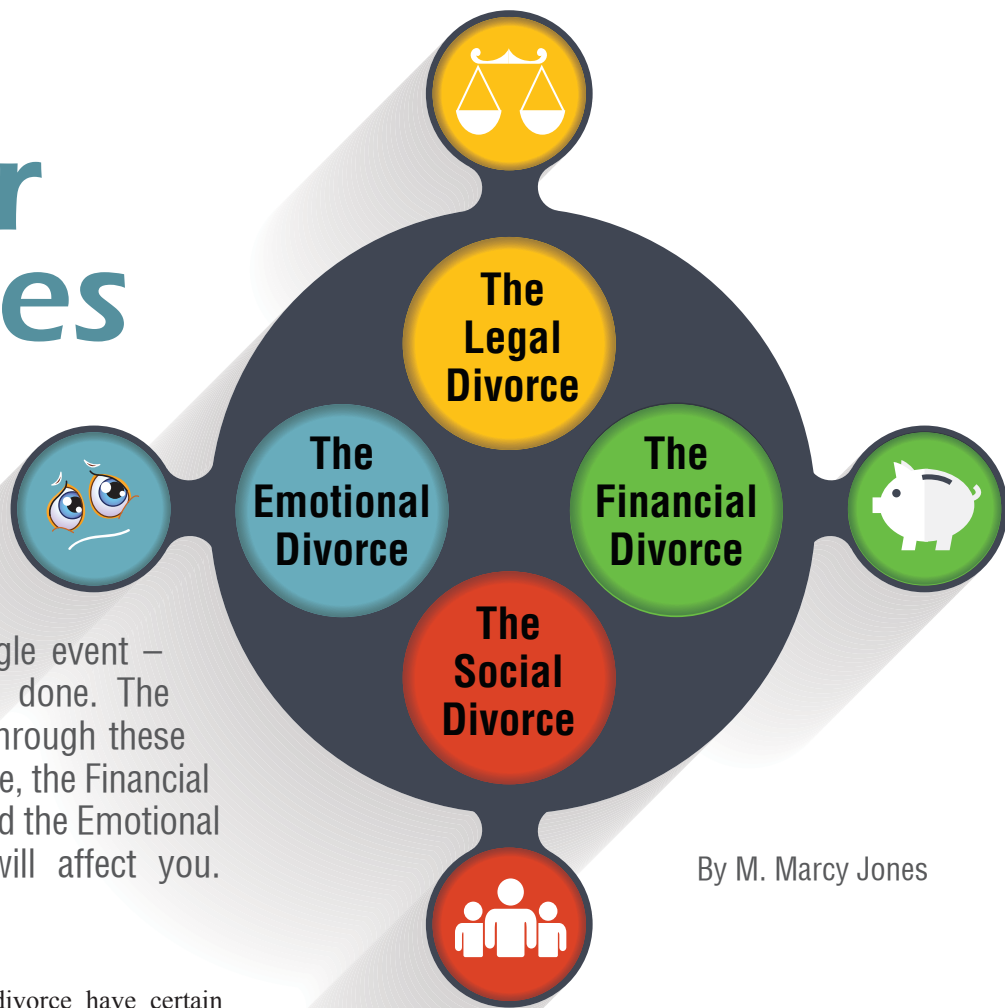 r
es
The
Legal
Divorce
The
Emotional
Divorce
The
Financial
Divorce
The
Social
Divorce
gle event –
done. The
hrough these
e, the Financial
d the Emotional
will affect you.
By M. Marcy Jones
divorce have certain